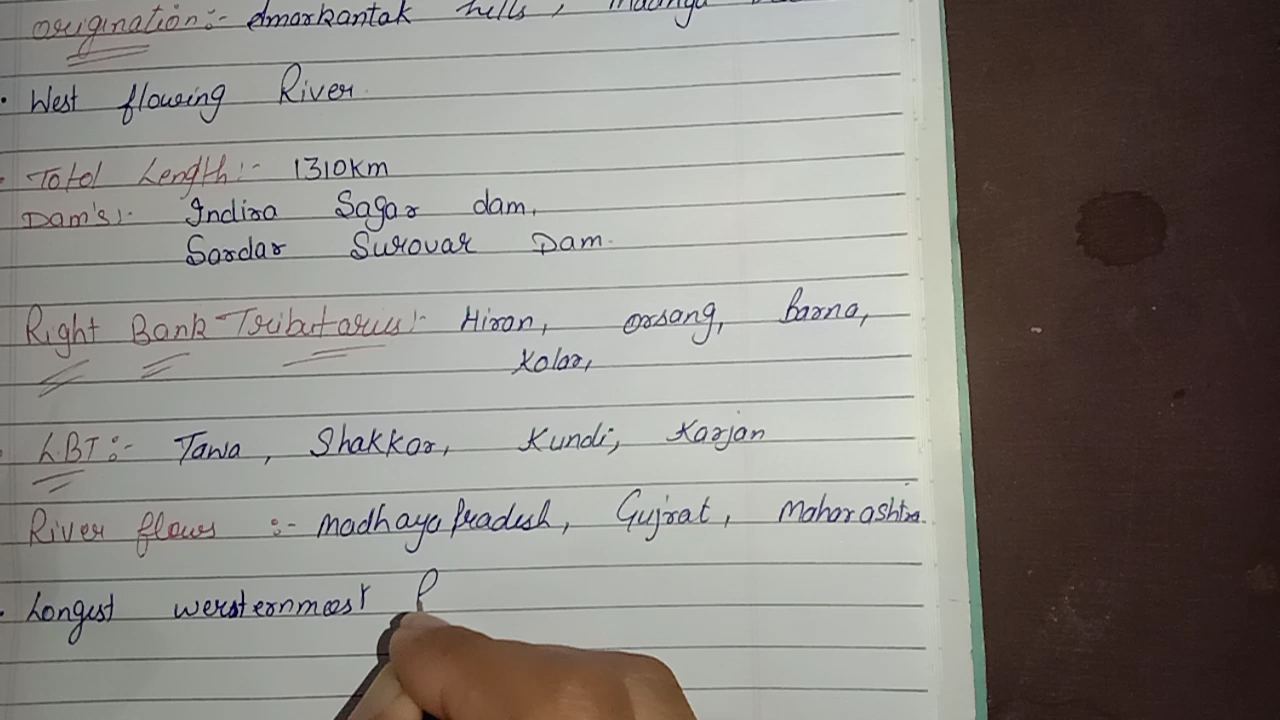 origination:- Amarkantak hills,
• West flowing River.
• Total Length:- 1310km
Dam's:- Indira Sagar dam.
Sardar Surovar Dam.
Right Bank Tributaries:- Hiran, orsang, Barna,
Kolar,
• LBT:- Tawa, Shakkar, Kundi, Karjan
River flows :- Madhaya Pradesh, Gujrat, Maharashtra.
• Longest wersternmost